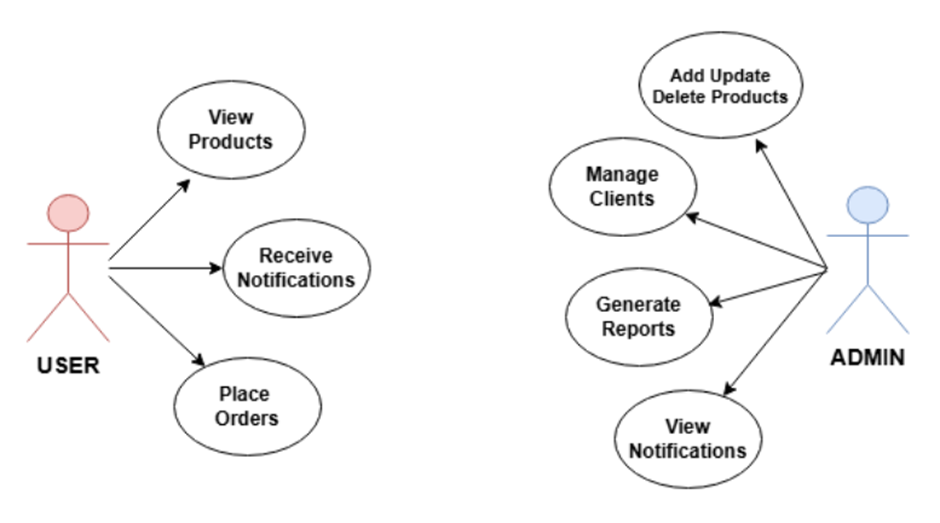 View
Products
Receive
Notifications
Place
Orders
USER
Add Update
Delete Products
Manage
Clients
Generate
Reports
View
Notifications
ADMIN